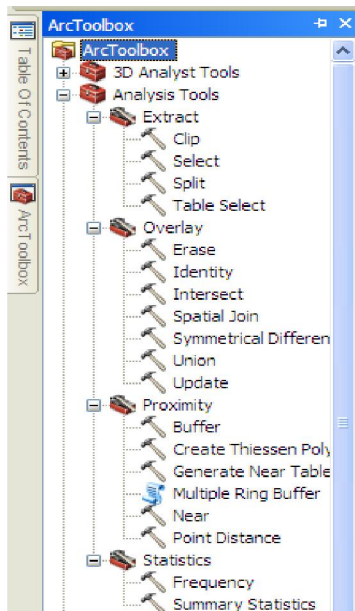 ArcToolbox
Table Of Contents
ArcToolbox
ArcToolbox
3D Analyst Tools
Analysis Tools
Extract
Clip
Select
Split
Table Select
Overlay
Erase
Identity
Intersect
Spatial Join
Symmetrical Differen
Union
Update
Proximity
Buffer
Create Thiessen Poly
Generate Near Table
Multiple Ring Buffer
Near
Point Distance
Statistics
Frequency
Summary Statistics